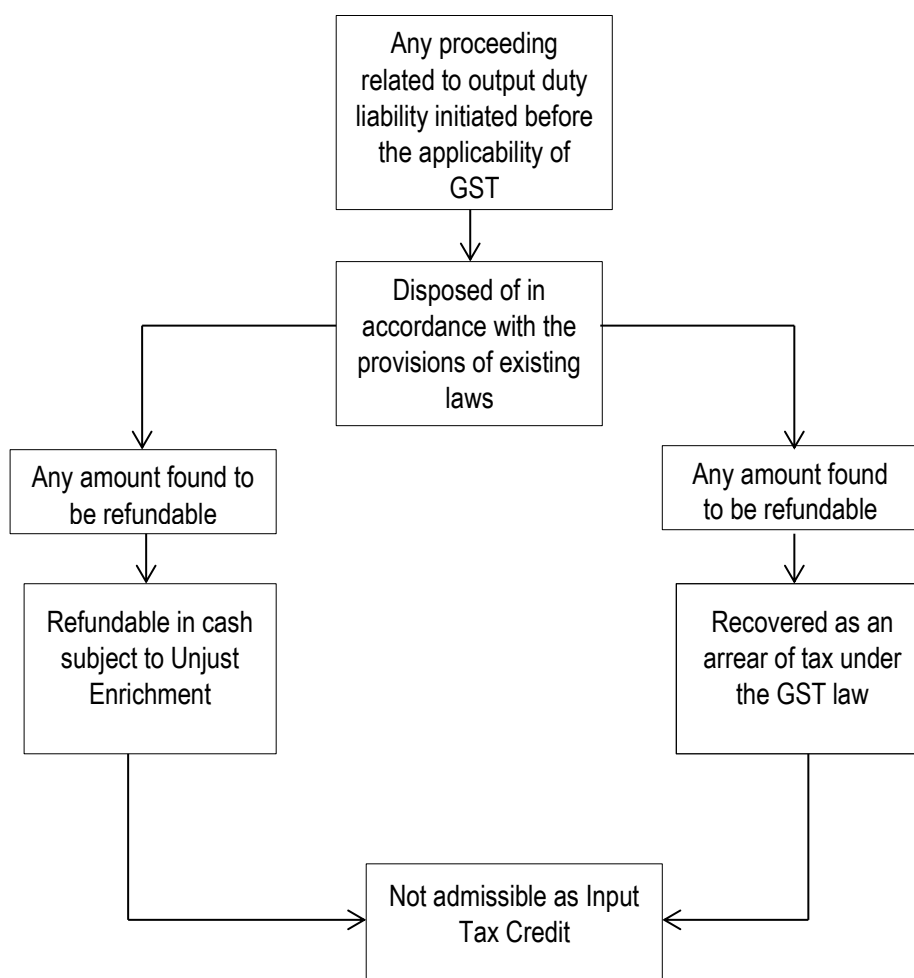 Any proceeding
related to output duty
liability initiated before
the applicability of
GST
Disposed of in
accordance with the
provisions of existing
laws
Any amount found to
be refundable
Any amount found
to be refundable
Refundable in cash
subject to Unjust
Enrichment
Recovered as an
arrear of tax under
the GST law
Not admissible as Input
Tax Credit